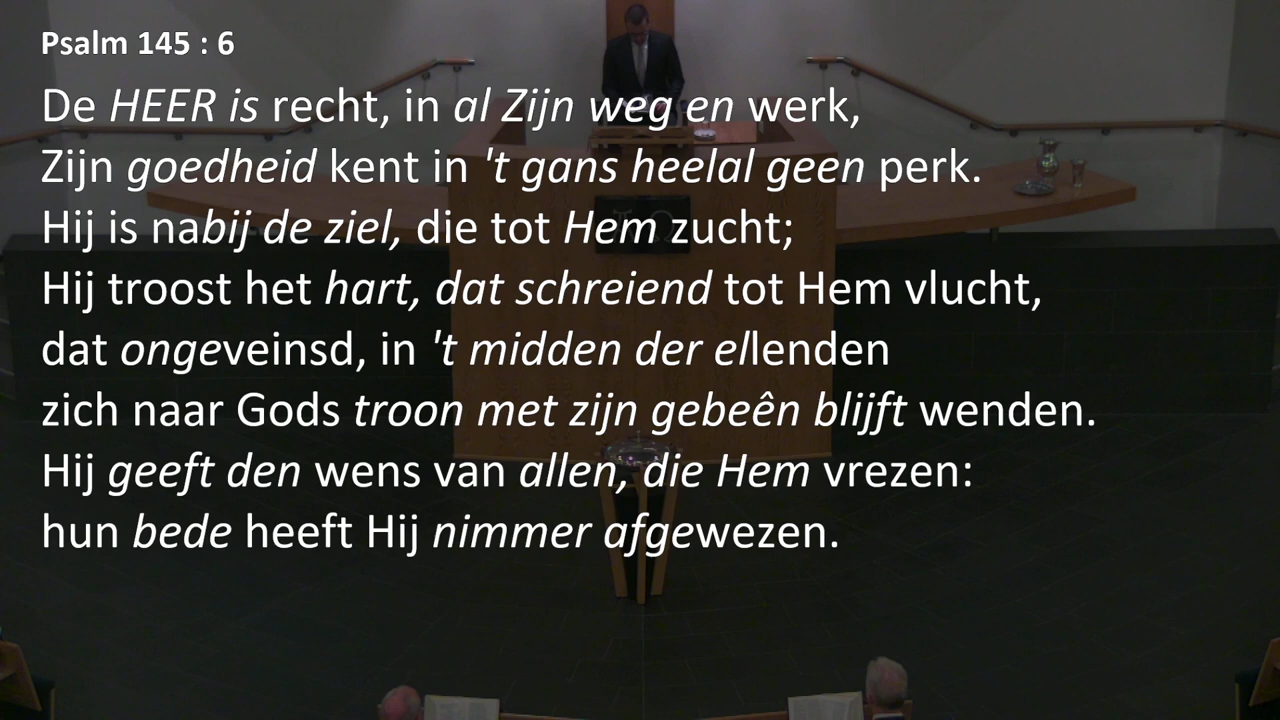 Psalm 145 : 6
De HEER is recht, in al Zijn weg en werk,
Zijn goedheid kent in 't gans heelal geen perk.
Hij is nabij de ziel, die tot Hem zucht;
Hij troost het hart, dat schreiend tot Hem vlucht,
dat ongeveinsd, in 't midden der ellenden
zich naar Gods troon met zijn gebeên blijft wenden.
Hij geeft den wens van allen, die Hem vrezen:
hun bede heeft Hij nimmer afgewezen.